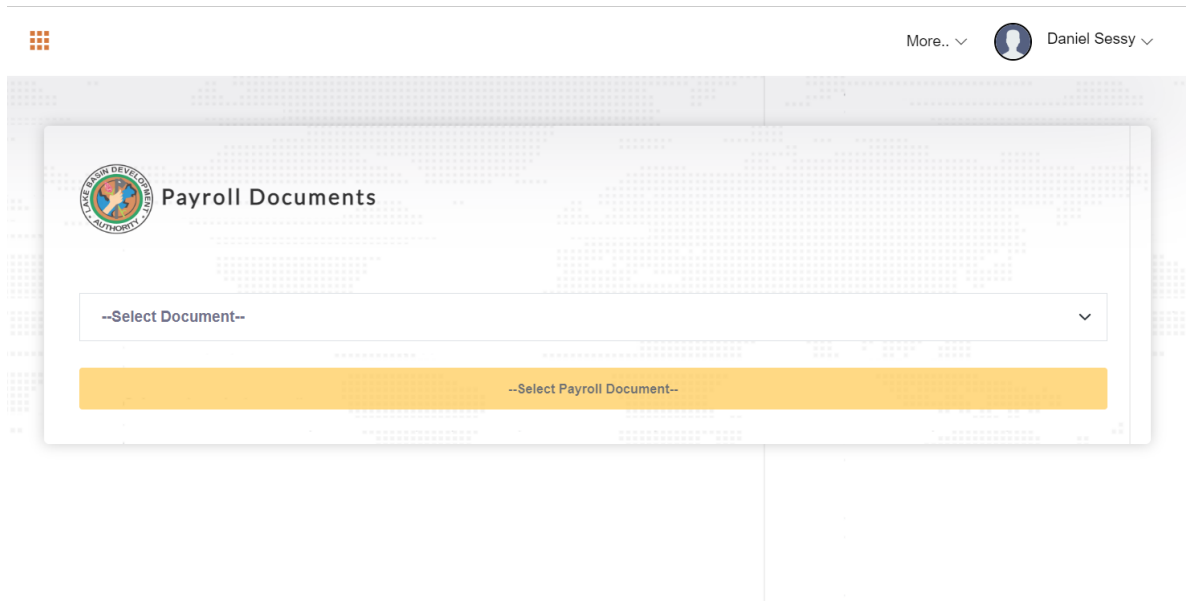 More..
Daniel Sessy
LAKE BASIN DEVELOPMENT
· AUTHORITY ·
Payroll Documents
--Select Document--
--Select Payroll Document--